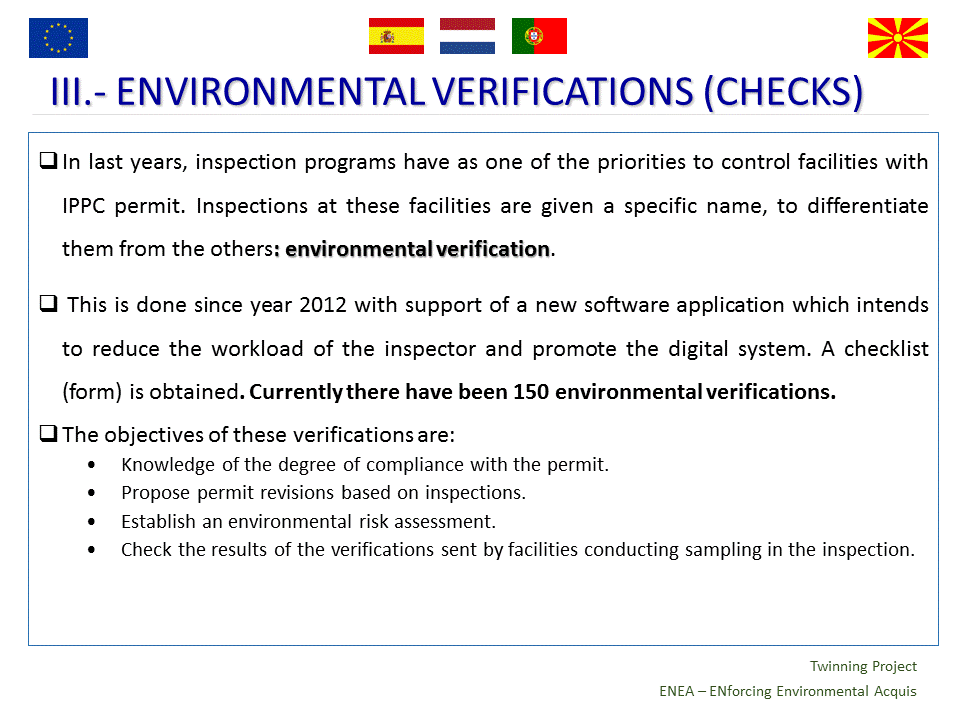 III.- ENVIRONMENTAL VERIFICATIONS (CHECKS)
In last years, inspection programs have as one of the priorities to control facilities with
IPPC permit. Inspections at these facilities are given a specific name, to differentiate
them from the others: environmental verification.
This is done since year 2012 with support of a new software application which intends
to reduce the workload of the inspector and promote the digital system. A checklist
(form) is obtained. Currently there have been 150 environmental verifications.
The objectives of these verifications are:
• Knowledge of the degree of compliance with the permit.
• Propose permit revisions based on inspections.
• Establish an environmental risk assessment.
• Check the results of the verifications sent by facilities conducting sampling in the inspection.
Twinning Project
ENEA – ENforcing Environmental Acquis